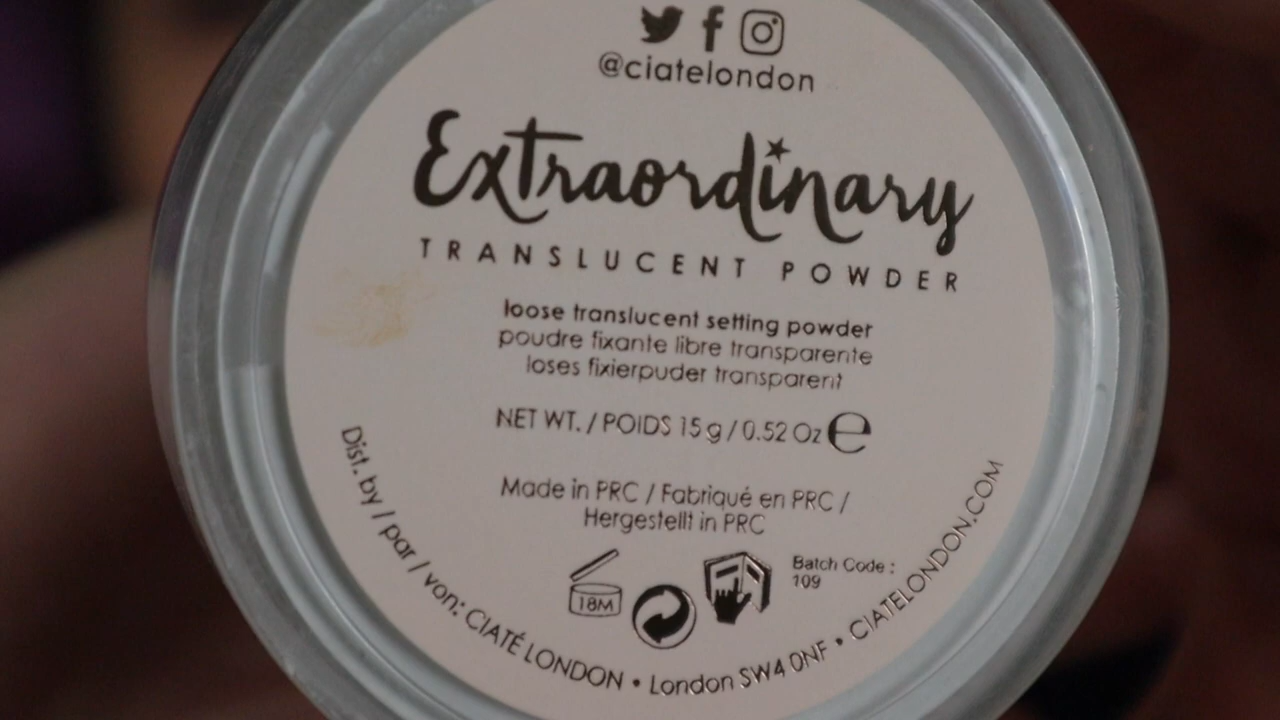 @ciatelondon
Extraordinary
TRANSLUCENT POWDER
loose translucent setting powder
poudre fixante libre transparente
loses fixierpuder transparent
NET WT. / POIDS 15g / 0.52 Oz ℮
Made in PRC / Fabriqué en PRC /
Hergestellt in PRC
18M
Batch Code :
109
Dist. by / par / von: CIATÉ LONDON • London SW4 0NF • CIATELONDON.COM